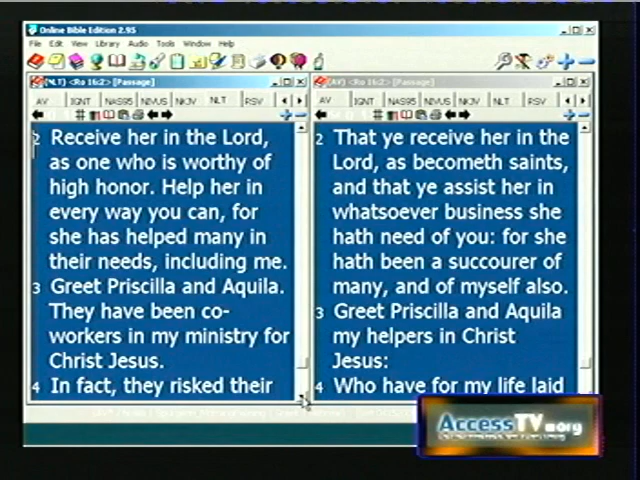 Online Bible Edition 2.95
File Edit View Library Audio Tools Window Help
(NLT) <Ro 16:2> [Passage]
AV IGNT NAS95 NIVUS NKJV NLT RSV
2 Receive her in the Lord,
as one who is worthy of
high honor. Help her in
every way you can, for
she has helped many in
their needs, including me.
3 Greet Priscilla and Aquila.
They have been co-
workers in my ministry for
Christ Jesus.
4 In fact, they risked their
(AV) <Ro 16:2> [Passage]
AV IGNT NAS95 NIVUS NKJV NLT RSV
2 That ye receive her in the
Lord, as becometh saints,
and that ye assist her in
whatsoever business she
hath need of you: for she
hath been a succourer of
many, and of myself also.
3 Greet Priscilla and Aquila
my helpers in Christ
Jesus:
4 Who have for my life laid
AccessTV.org